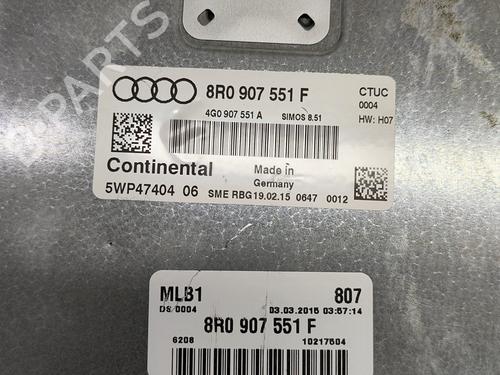 PARTS
8R0 907 551 F
CTUC
0004
4G0 907 551 A SIMOS 8.51
HW: H07
Continental
Made in
Germany
5WP47404 06 SME RBG19.02.15 0647 0012
MLB1 807
DS 0004 03.03.2015 03:57:14
8R0 907 551 F
6208 10217504